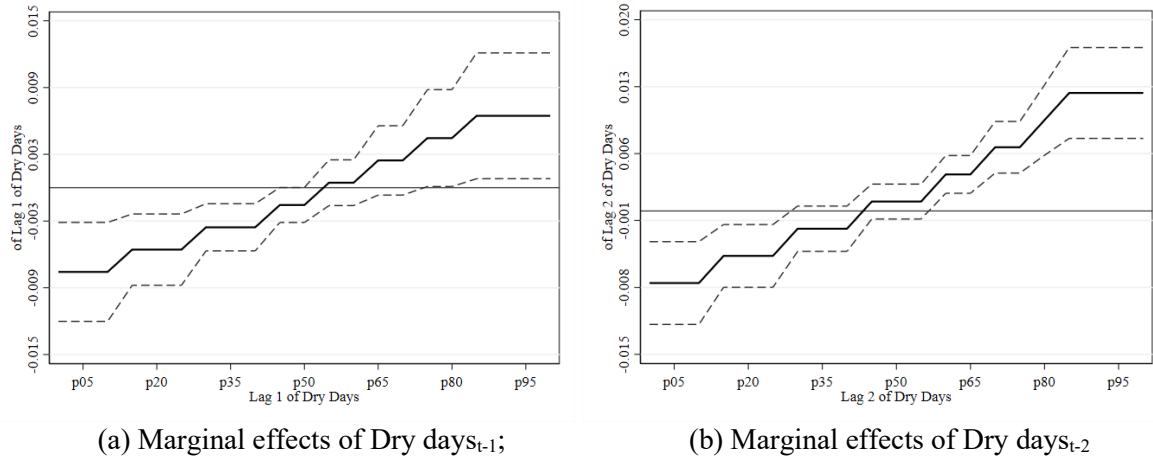 0.015
0.009
0.003
-0.003
-0.009
-0.015
of Lag 1 of Dry Days
p05 p20 p35 p50 p65 p80 p95
Lag 1 of Dry Days
(a) Marginal effects of Dry dayst-1;
0.020
0.013
0.006
-0.001
-0.008
-0.015
of Lag 2 of Dry Days
p05 p20 p35 p50 p65 p80 p95
Lag 2 of Dry Days
(b) Marginal effects of Dry dayst-2